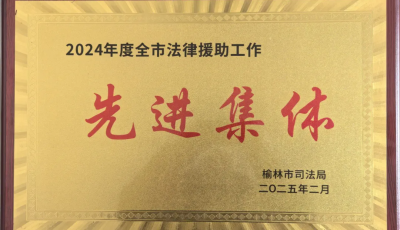 2024年度全市法律援助工作
先进集体
榆林市司法局
二〇二五年二月